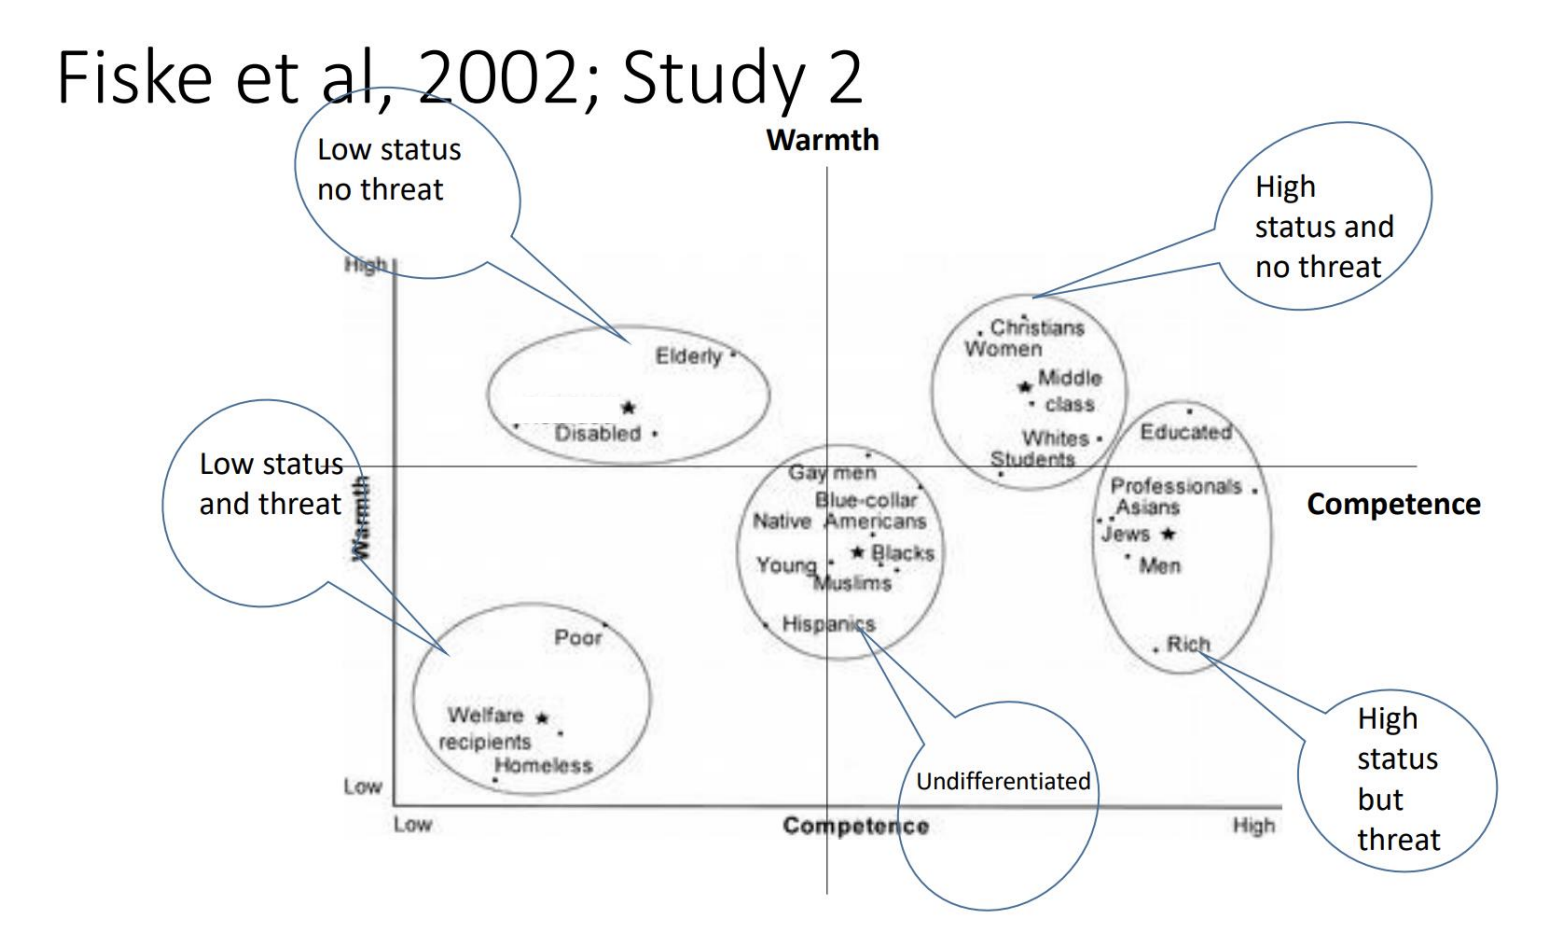 Fiske et al, 2002; Study 2
Warmth
Low status
no threat
High
status and
no threat
High
Christians
Women
Elderly
Middle
class
Disabled
Educated
Whites
Students
Low status
and threat
Gay men
Professionals
Competence
Blue-collar
Asians
Native Americans
Jews
Warmth
Blacks
Young
Men
Muslims
Hispanics
Poor
Rich
Welfare
recipients
Homeless
High
status
but
threat
Undifferentiated
Low
Low
Competence
High